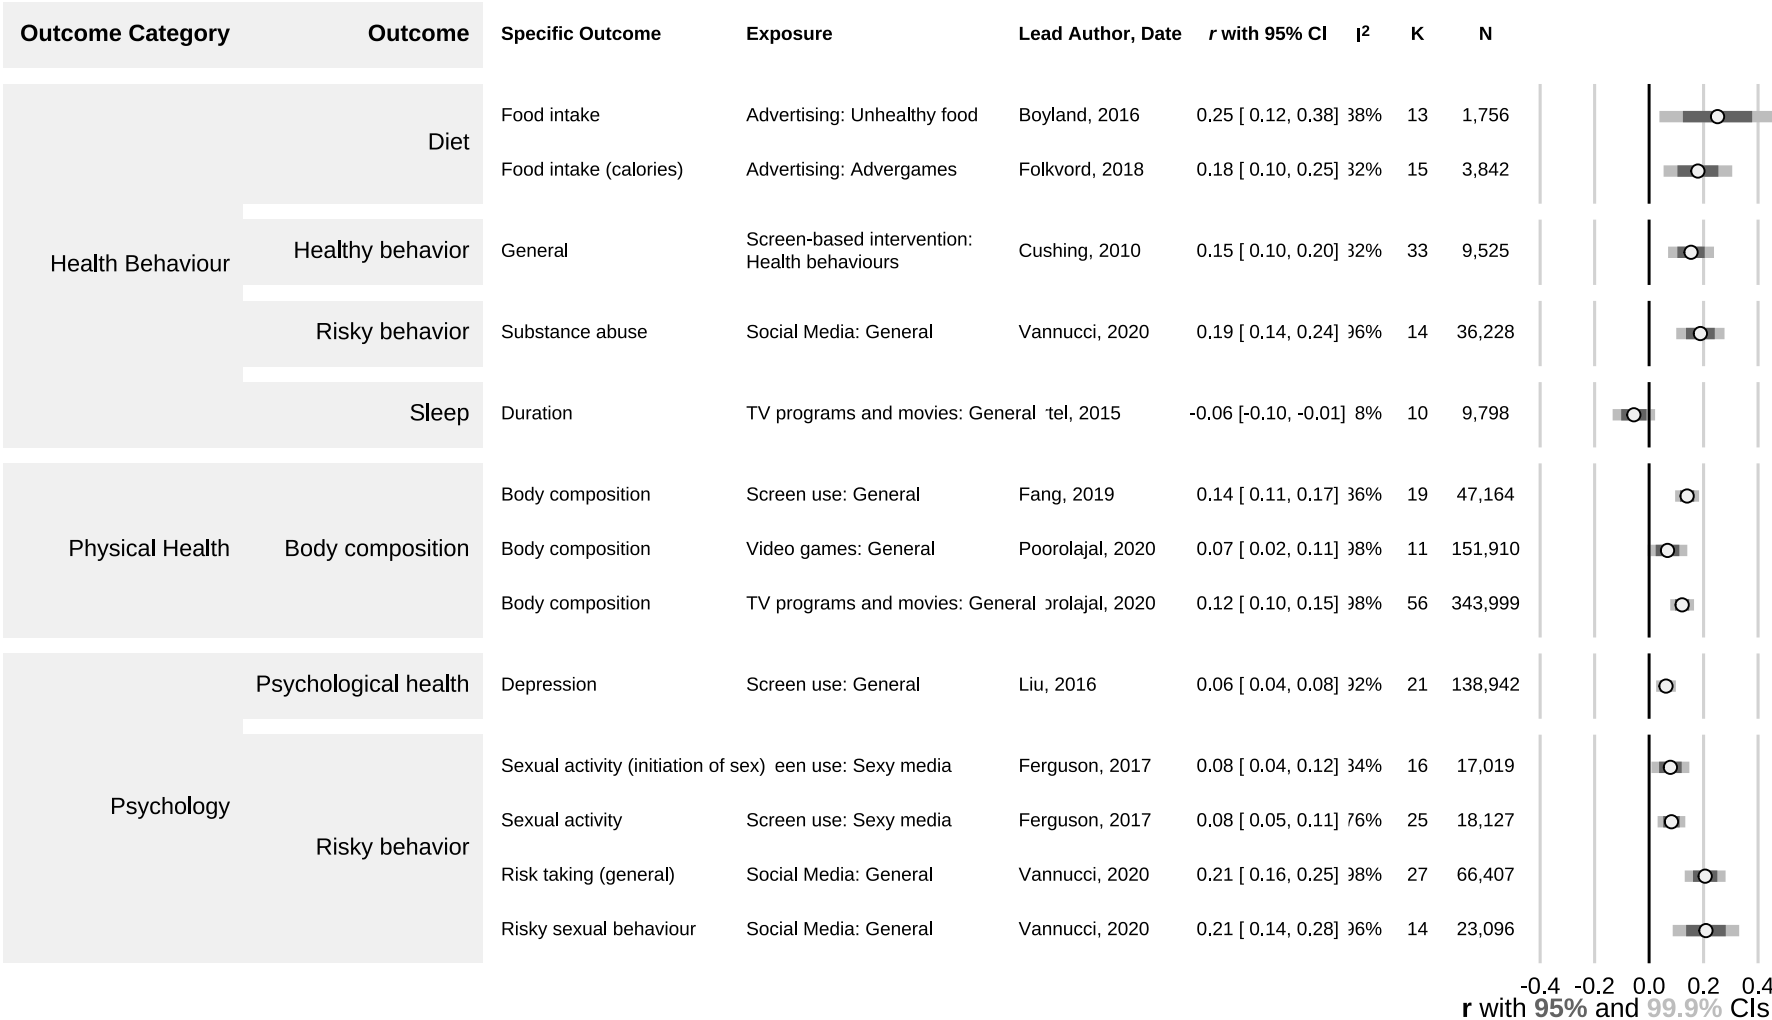 Outcome Category Outcome Specific Outcome Exposure Lead Author, Date r with 95% CI I2 K N
Food intake Advertising: Unhealthy food Boyland, 2016 0.25 [ 0.12, 0.38] 13 1,756
Diet
Food intake (calories) Advertising: Advergames Folkvord, 2018 0.18 [ 0.10, 0.25] 15 3,842
Screen-based intervention:
Healthy behavior General Cushing, 2010 0.15 [ 0.10, 0.20] 33 9,525
Health Behaviour Health behaviours
Risky behavior Substance abuse Social Media: General Vannucci, 2020 0.19 [ 0.14, 0.24] 14 36,228
Sleep Duration TV programs and movies: General tel, 2015 -0.06 [-0.10, -0.01] 8% 10 9,798
Body composition Screen use: General Fang, 2019 0.14 [ 0.11, 0.17] 19 47,164
Physical Health Body composition Body composition Video games: General Poorolajal, 2020 0.07 [ 0.02, 0.11] 11 151,910
Body composition TV programs and movies: General orolajal, 2020 0.12 [ 0.10, 0.15] 56 343,999
Psychological health Depression Screen use: General Liu, 2016 0.06 [ 0.04, 0.08] 21 138,942
Sexual activity (initiation of sex) een use: Sexy media Ferguson, 2017 0.08 [ 0.04, 0.12] 16 17,019
Psychology
Sexual activity Screen use: Sexy media Ferguson, 2017 0.08 [ 0.05, 0.11] 76% 25 18,127
Risky behavior
Risk taking (general) Social Media: General Vannucci, 2020 0.21 [ 0.16, 0.25] 27 66,407
Risky sexual behaviour Social Media: General Vannucci, 2020 0.21 [ 0.14, 0.28] 14 23,096
-0.4 -0.2 0.0 0.2 0.4
r with 95% and 99.9% CIs